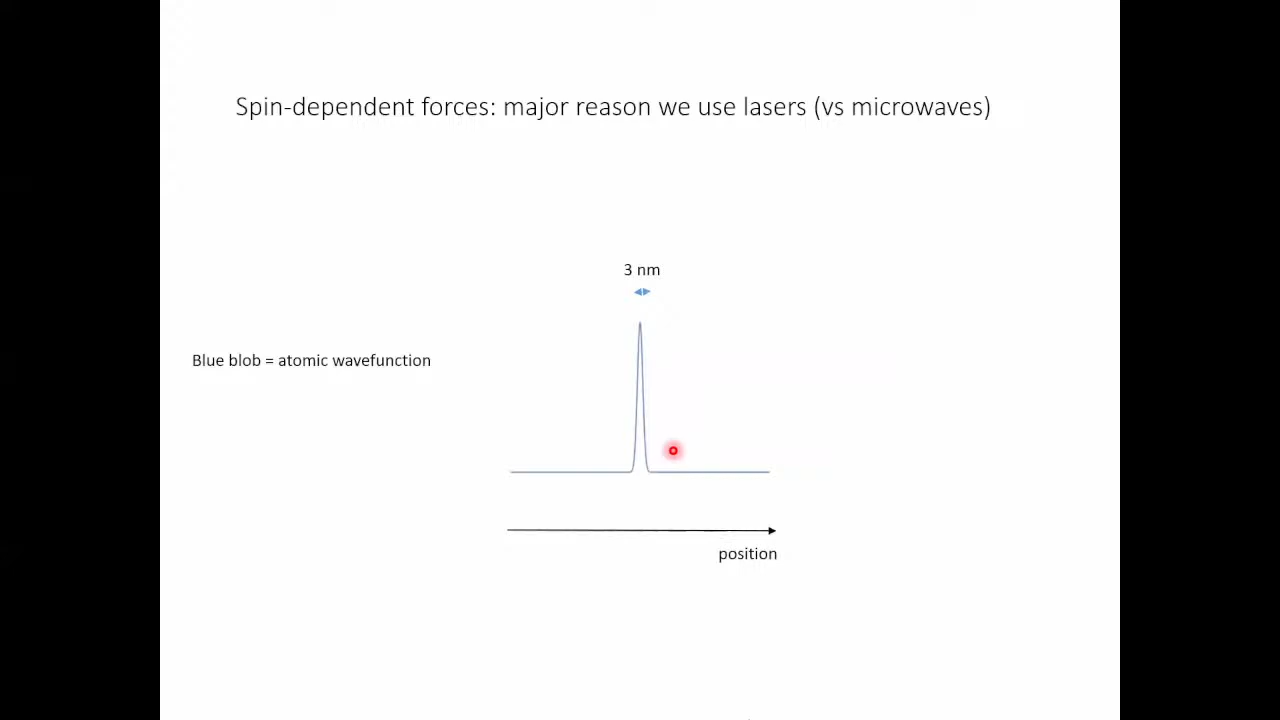 Spin-dependent forces: major reason we use lasers (vs microwaves)
3 nm
Blue blob = atomic wavefunction
position